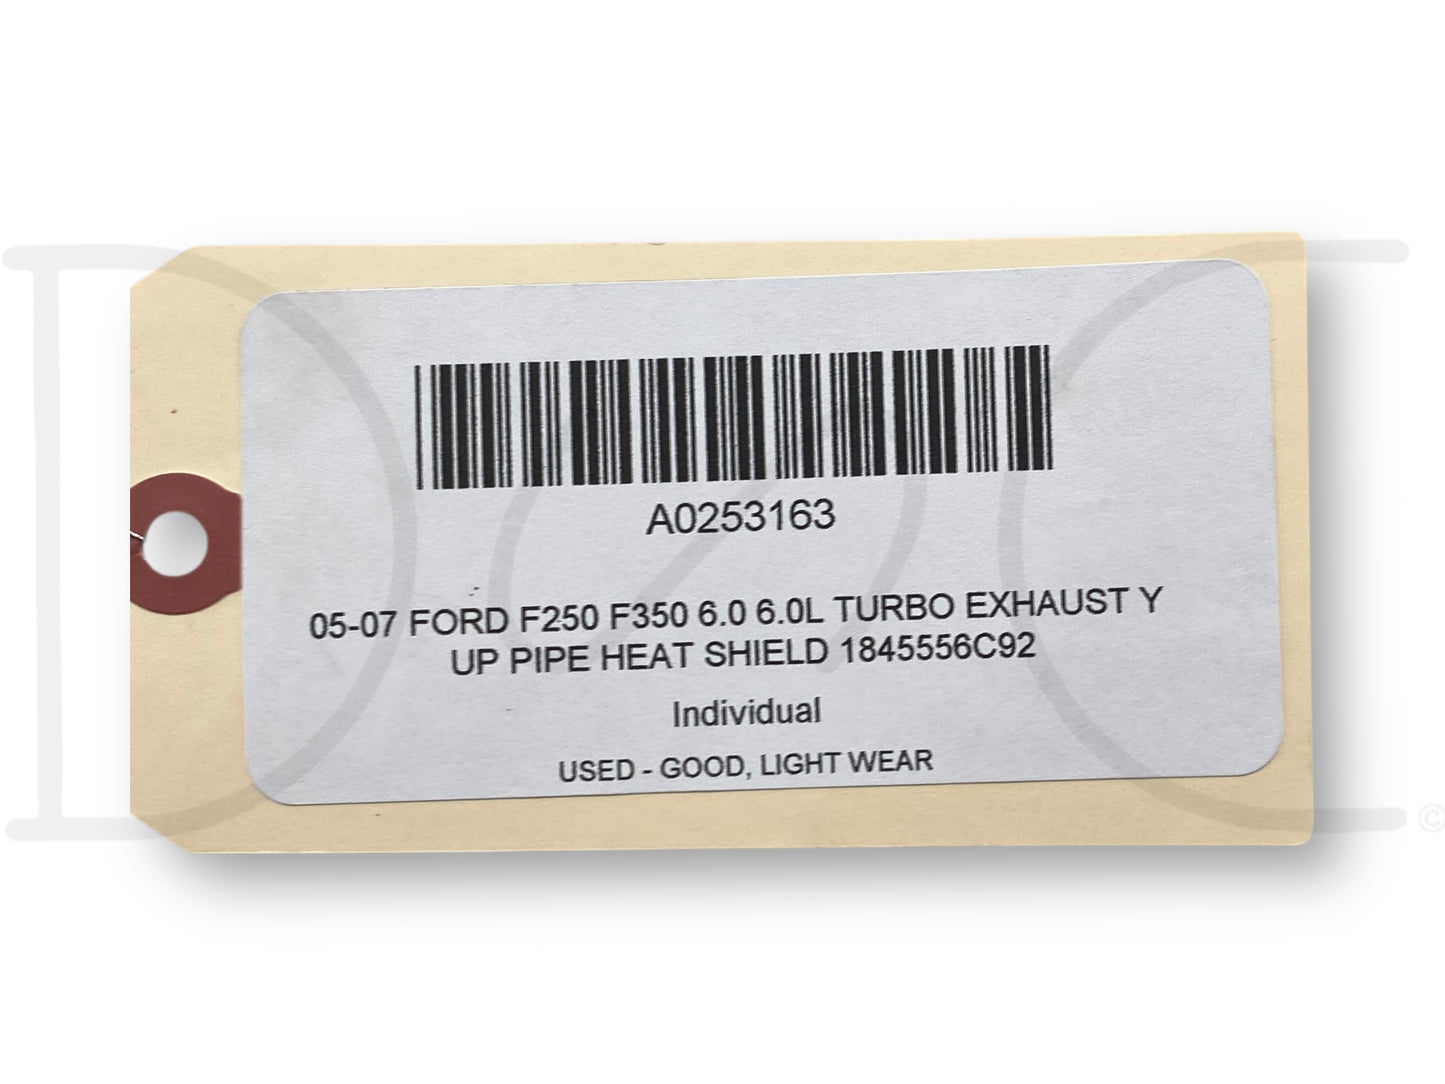 A0253163
05-07 FORD F250 F350 6.0 6.0L TURBO EXHAUST Y
UP PIPE HEAT SHIELD 1845556C92
Individual
USED - GOOD, LIGHT WEAR
©